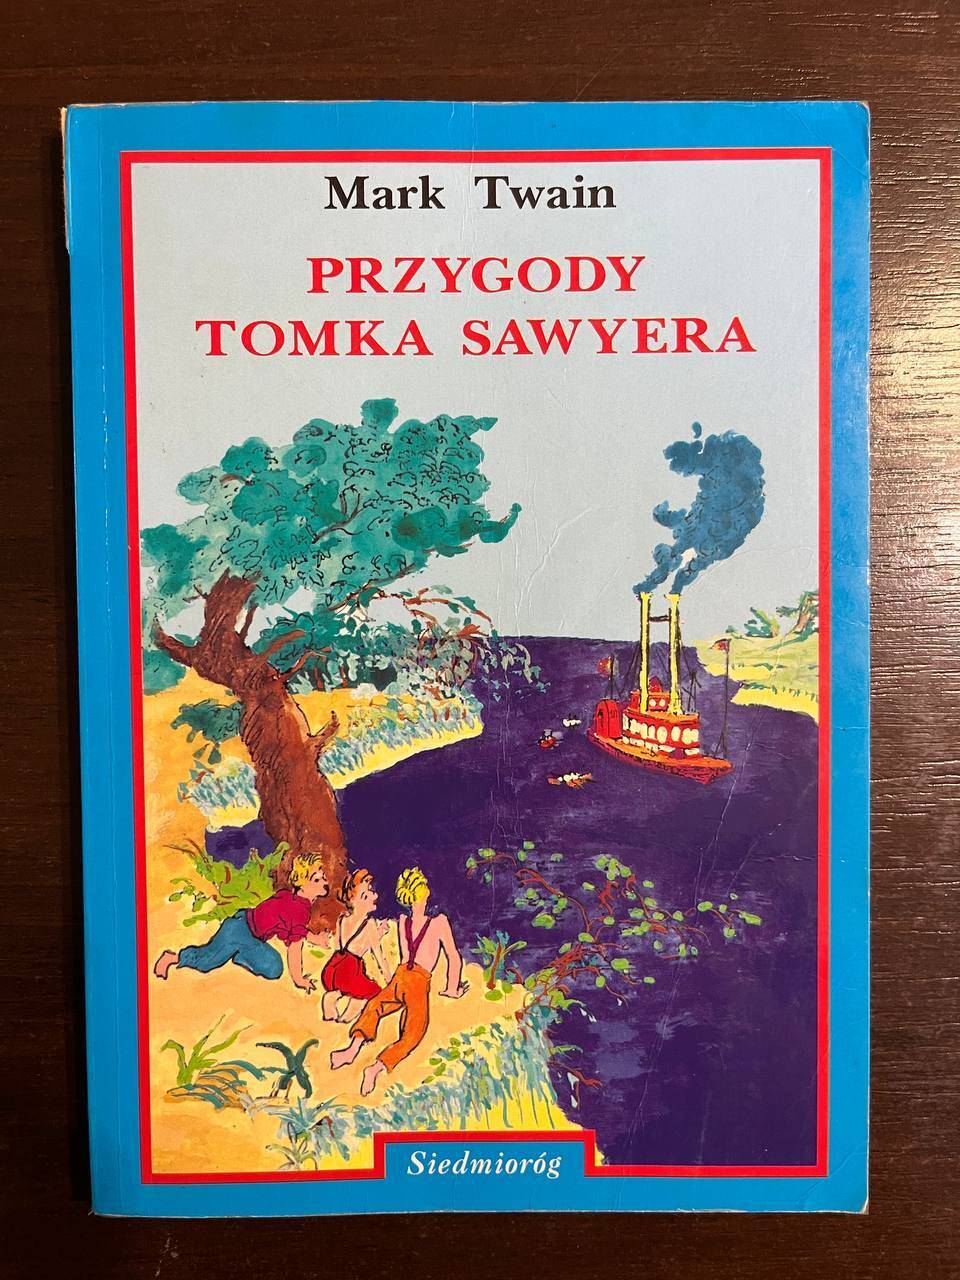 Mark Twain
PRZYGODY
TOMKA SAWYERA
Siedmioróg